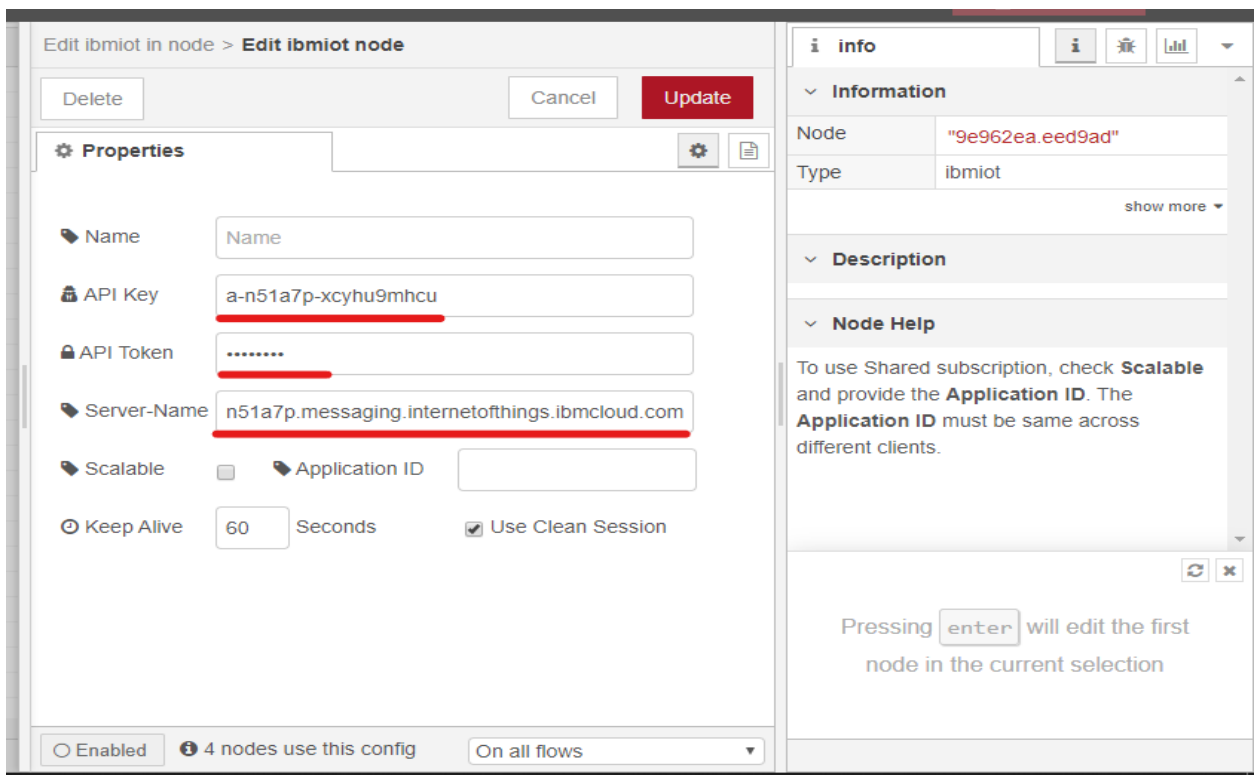 Edit ibmiot in node > Edit ibmiot node
Delete
Cancel
Update
Properties
Name
Name
API Key
a-n51a7p-xcyhu9mhcu
API Token
••••••••
Server-Name
n51a7p.messaging.internetofthings.ibmcloud.com
Scalable
Application ID
Keep Alive
60
Seconds
Use Clean Session
Enabled
4 nodes use this config
On all flows
i info
i
Information
Node
"9e962ea.eed9ad"
Type
ibmiot
show more
Description
Node Help
To use Shared subscription, check Scalable
and provide the Application ID. The
Application ID must be same across
different clients.
Pressing enter will edit the first
node in the current selection